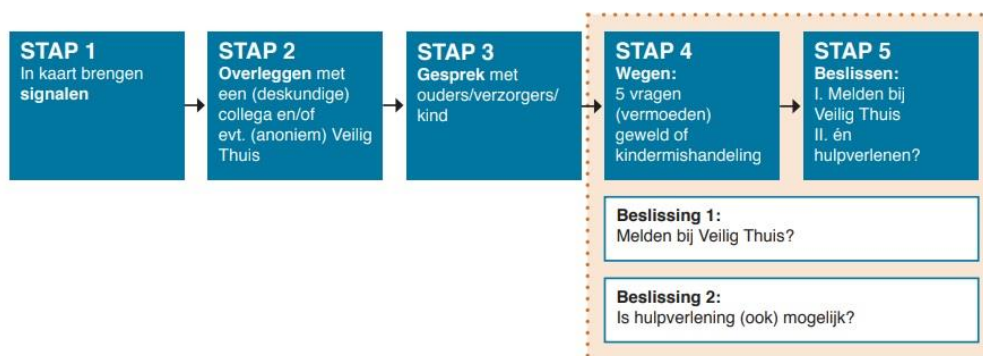 STAP 1
In kaart brengen
signalen
STAP 2
Overleggen met
een (deskundige)
collega en/of
evt. (anoniem) Veilig
Thuis
STAP 3
Gesprek met
ouders/verzorgers/
kind
STAP 4
Wegen:
5 vragen
(vermoeden)
geweld of
kindermishandeling
STAP 5
Beslissen:
I. Melden bij
Veilig Thuis
II. én
hulpverlenen?
Beslissing 1:
Melden bij Veilig Thuis?
Beslissing 2:
Is hulpverlening (ook) mogelijk?